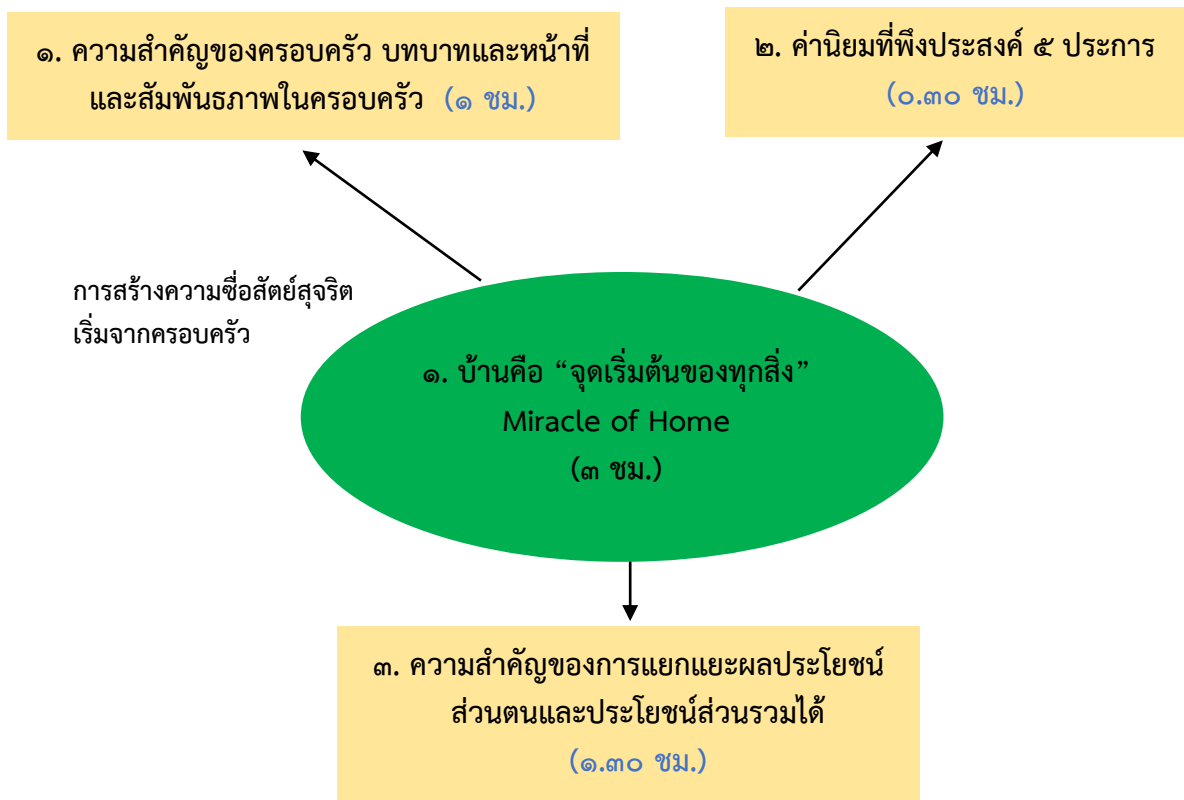 ๑. ความสำคัญของครอบครัว บทบาทและหน้าที่
และสัมพันธภาพในครอบครัว (๑ ชม.)
๒. ค่านิยมที่พึงประสงค์ ๕ ประการ
(๐.๓๐ ชม.)
การสร้างความซื่อสัตย์สุจริต
เริ่มจากครอบครัว
๑. บ้านคือ “จุดเริ่มต้นของทุกสิ่ง”
Miracle of Home
(๓ ชม.)
๓. ความสำคัญของการแยกแยะผลประโยชน์
ส่วนตนและประโยชน์ส่วนรวมได้
(๑.๓๐ ชม.)